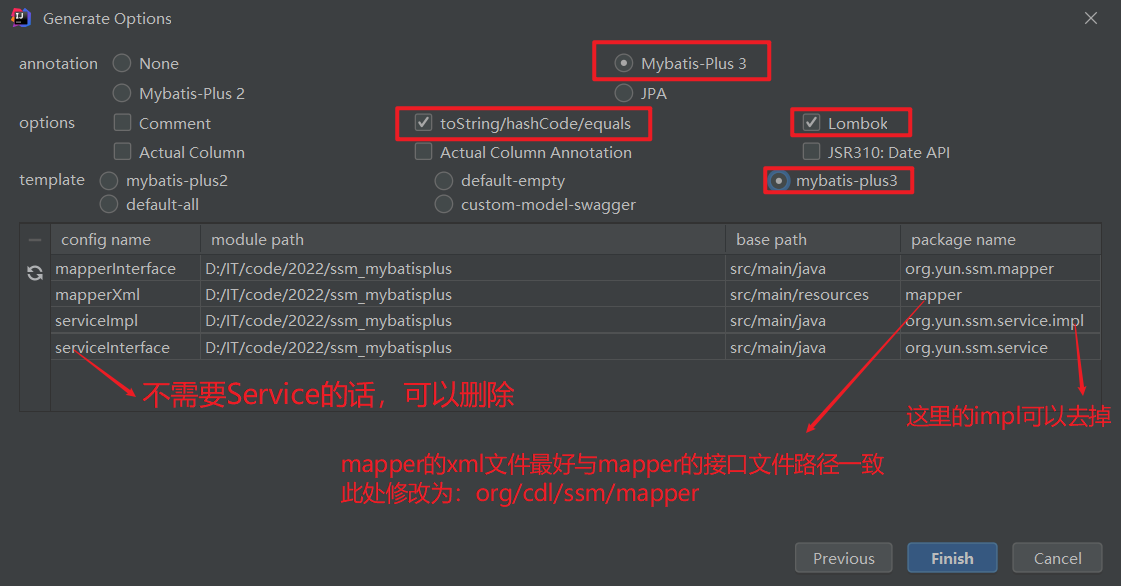 Generate Options
annotation None Mybatis-Plus 3
Mybatis-Plus 2 JPA
options Comment toString/hashCode/equals Lombok
Actual Column Actual Column Annotation JSR310: Date API
template mybatis-plus2 default-empty mybatis-plus3
default-all custom-model-swagger
config name module path base path package name
mapperInterface D:/IT/code/2022/ssm_mybatisplus src/main/java org.yun.ssm.mapper
mapperXml D:/IT/code/2022/ssm_mybatisplus src/main/resources mapper
serviceImpl D:/IT/code/2022/ssm_mybatisplus src/main/java org.yun.ssm.service.impl
serviceInterface D:/IT/code/2022/ssm_mybatisplus src/main/java org.yun.ssm.service
不需要Service的话，可以删除
这里的impl可以去掉
mapper的xml文件最好与mapper的接口文件路径一致
此处修改为：org/cdl/ssm/mapper
Previous Finish Cancel